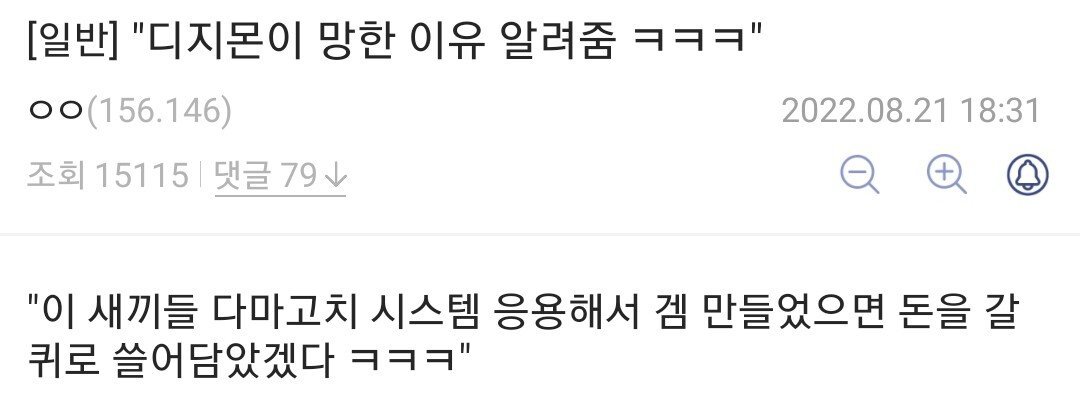 [일반] "디지몬이 망한 이유 알려줌 ㅋㅋㅋ"
ㅇㅇ(156.146)
2022.08.21 18:31
조회 15115 | 댓글 79↓
"이 새끼들 다마고치 시스템 응용해서 겜 만들었으면 돈을 갈
퀴로 쓸어담았겠다 ㅋㅋㅋ"